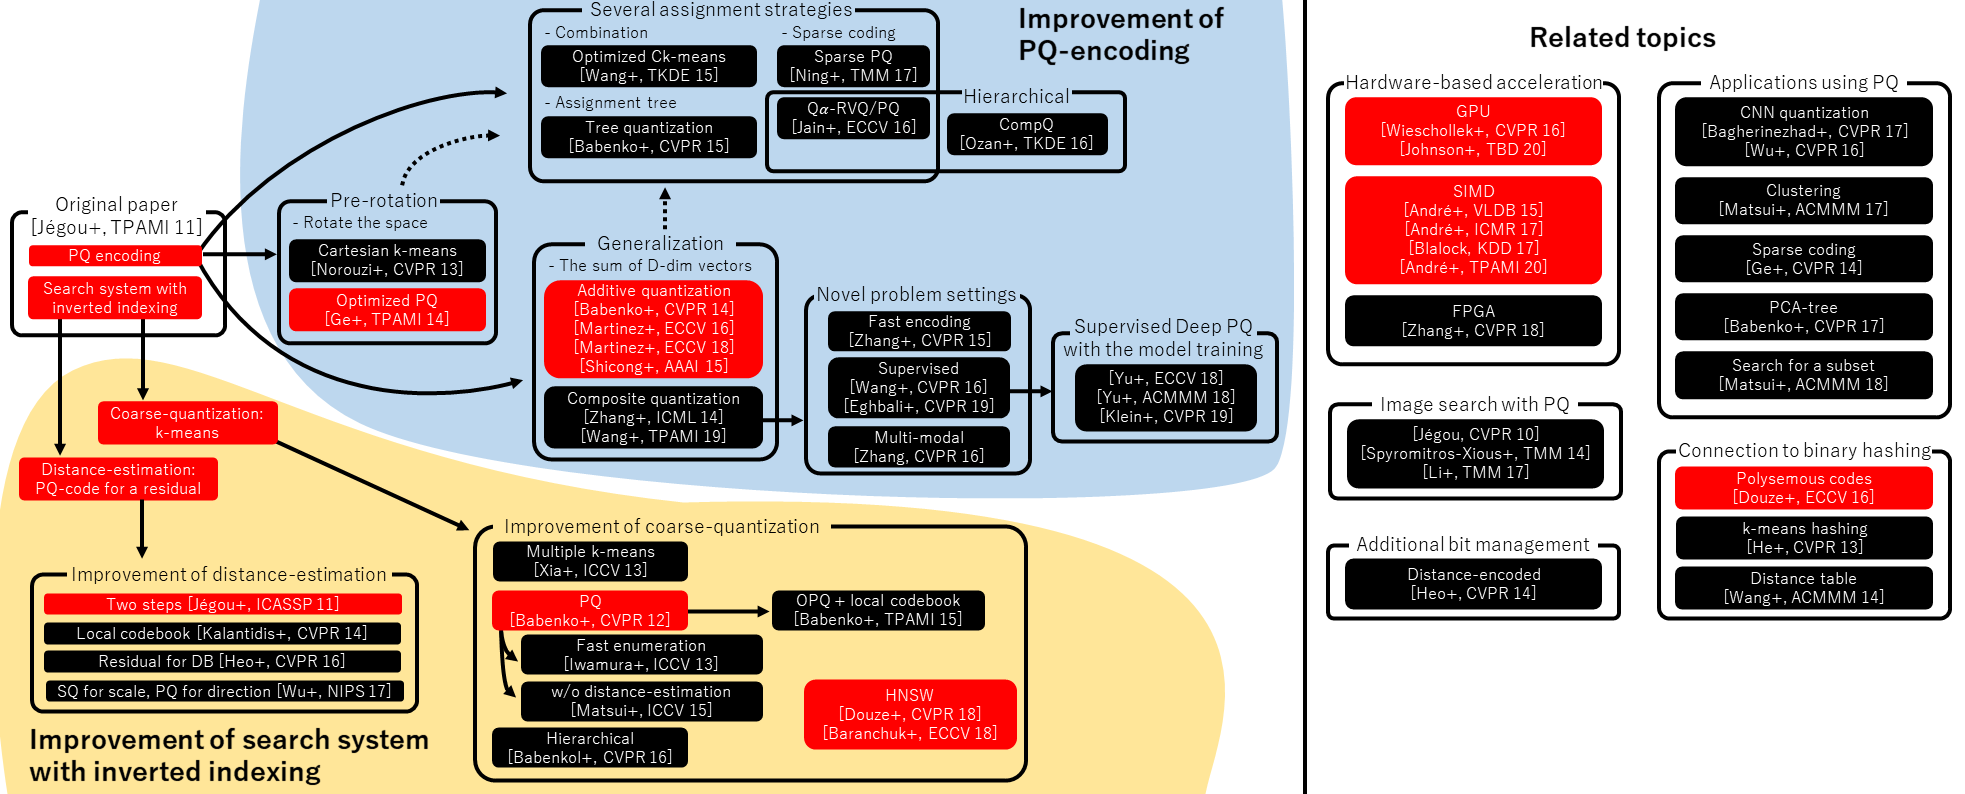 Improvement of
PQ-encoding
Several assignment strategies
- Combination
Optimized Ck-means
[Wang+, TKDE 15]
- Assignment tree
Tree quantization
[Babenko+, CVPR 15]
- Sparse coding
Sparse PQ
[Ning+, TMM 17]
Qα-RVQ/PQ
[Jain+, ECCV 16]
Hierarchical
CompQ
[Ozan+, TKDE 16]
Original paper
[Jégou+, TPAMI 11]
PQ encoding
Search system with
inverted indexing
Pre-rotation
- Rotate the space
Cartesian k-means
[Norouzi+, CVPR 13]
Optimized PQ
[Ge+, TPAMI 14]
Generalization
- The sum of D-dim vectors
Additive quantization
[Babenko+, CVPR 14]
[Martinez+, ECCV 16]
[Martinez+, ECCV 18]
[Shicong+, AAAI 15]
Composite quantization
[Zhang+, ICML 14]
[Wang+, TPAMI 19]
Novel problem settings
Fast encoding
[Zhang+, CVPR 15]
Supervised
[Wang+, CVPR 16]
[Eghbali+, CVPR 19]
Multi-modal
[Zhang, CVPR 16]
Supervised Deep PQ
with the model training
[Yu+, ECCV 18]
[Yu+, ACMMM 18]
[Klein+, CVPR 19]
Coarse-quantization:
k-means
Distance-estimation:
PQ-code for a residual
Improvement of distance-estimation
Two steps [Jégou+, ICASSP 11]
Local codebook [Kalantidis+, CVPR 14]
Residual for DB [Heo+, CVPR 16]
SQ for scale, PQ for direction [Wu+, NIPS 17]
Improvement of coarse-quantization
Multiple k-means
[Xia+, ICCV 13]
PQ
[Babenko+, CVPR 12]
OPQ + local codebook
[Babenko+, TPAMI 15]
Fast enumeration
[Iwamura+, ICCV 13]
w/o distance-estimation
[Matsui+, ICCV 15]
Hierarchical
[Babenkol+, CVPR 16]
HNSW
[Douze+, CVPR 18]
[Baranchuk+, ECCV 18]
Improvement of search system
with inverted indexing
Related topics
Hardware-based acceleration
GPU
[Wieschollek+, CVPR 16]
[Johnson+, TBD 20]
SIMD
[André+, VLDB 15]
[André+, ICMR 17]
[Blalock, KDD 17]
[André+, TPAMI 20]
FPGA
[Zhang+, CVPR 18]
Image search with PQ
[Jégou, CVPR 10]
[Spyromitros-Xious+, TMM 14]
[Li+, TMM 17]
Additional bit management
Distance-encoded
[Heo+, CVPR 14]
Applications using PQ
CNN quantization
[Bagherinezhad+, CVPR 17]
[Wu+, CVPR 16]
Clustering
[Matsui+, ACMMM 17]
Sparse coding
[Ge+, CVPR 14]
PCA-tree
[Babenko+, CVPR 17]
Search for a subset
[Matsui+, ACMMM 18]
Connection to binary hashing
Polysemous codes
[Douze+, ECCV 16]
k-means hashing
[He+, CVPR 13]
Distance table
[Wang+, ACMMM 14]